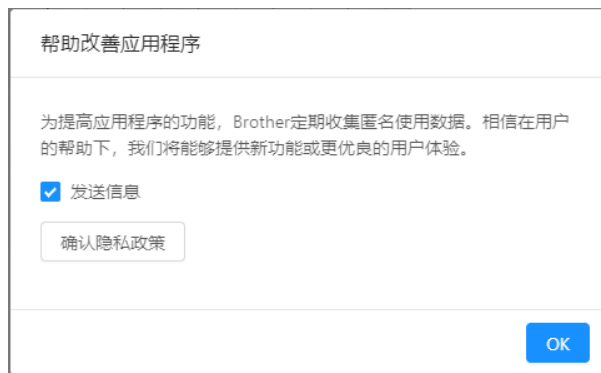 帮助改善应用程序
为提高应用程序的功能，Brother定期收集匿名使用数据。相信在用户
的帮助下，我们将能够提供新功能或更优良的用户体验。
发送信息
确认隐私政策
OK